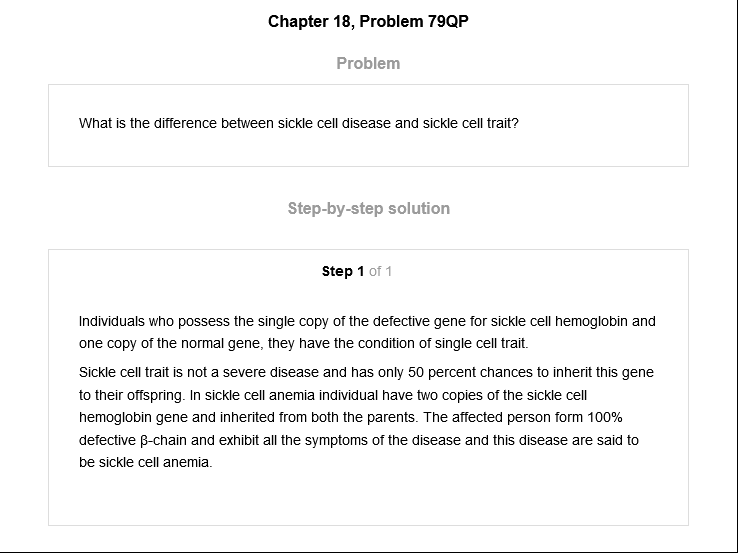 Chapter 18, Problem 79QP
Problem
What is the difference between sickle cell disease and sickle cell trait?
Step-by-step solution
Step 1 of 1
Individuals who possess the single copy of the defective gene for sickle cell hemoglobin and
one copy of the normal gene, they have the condition of single cell trait.
Sickle cell trait is not a severe disease and has only 50 percent chances to inherit this gene
to their offspring. In sickle cell anemia individual have two copies of the sickle cell
hemoglobin gene and inherited from both the parents. The affected person form 100%
defective β-chain and exhibit all the symptoms of the disease and this disease are said to
be sickle cell anemia.